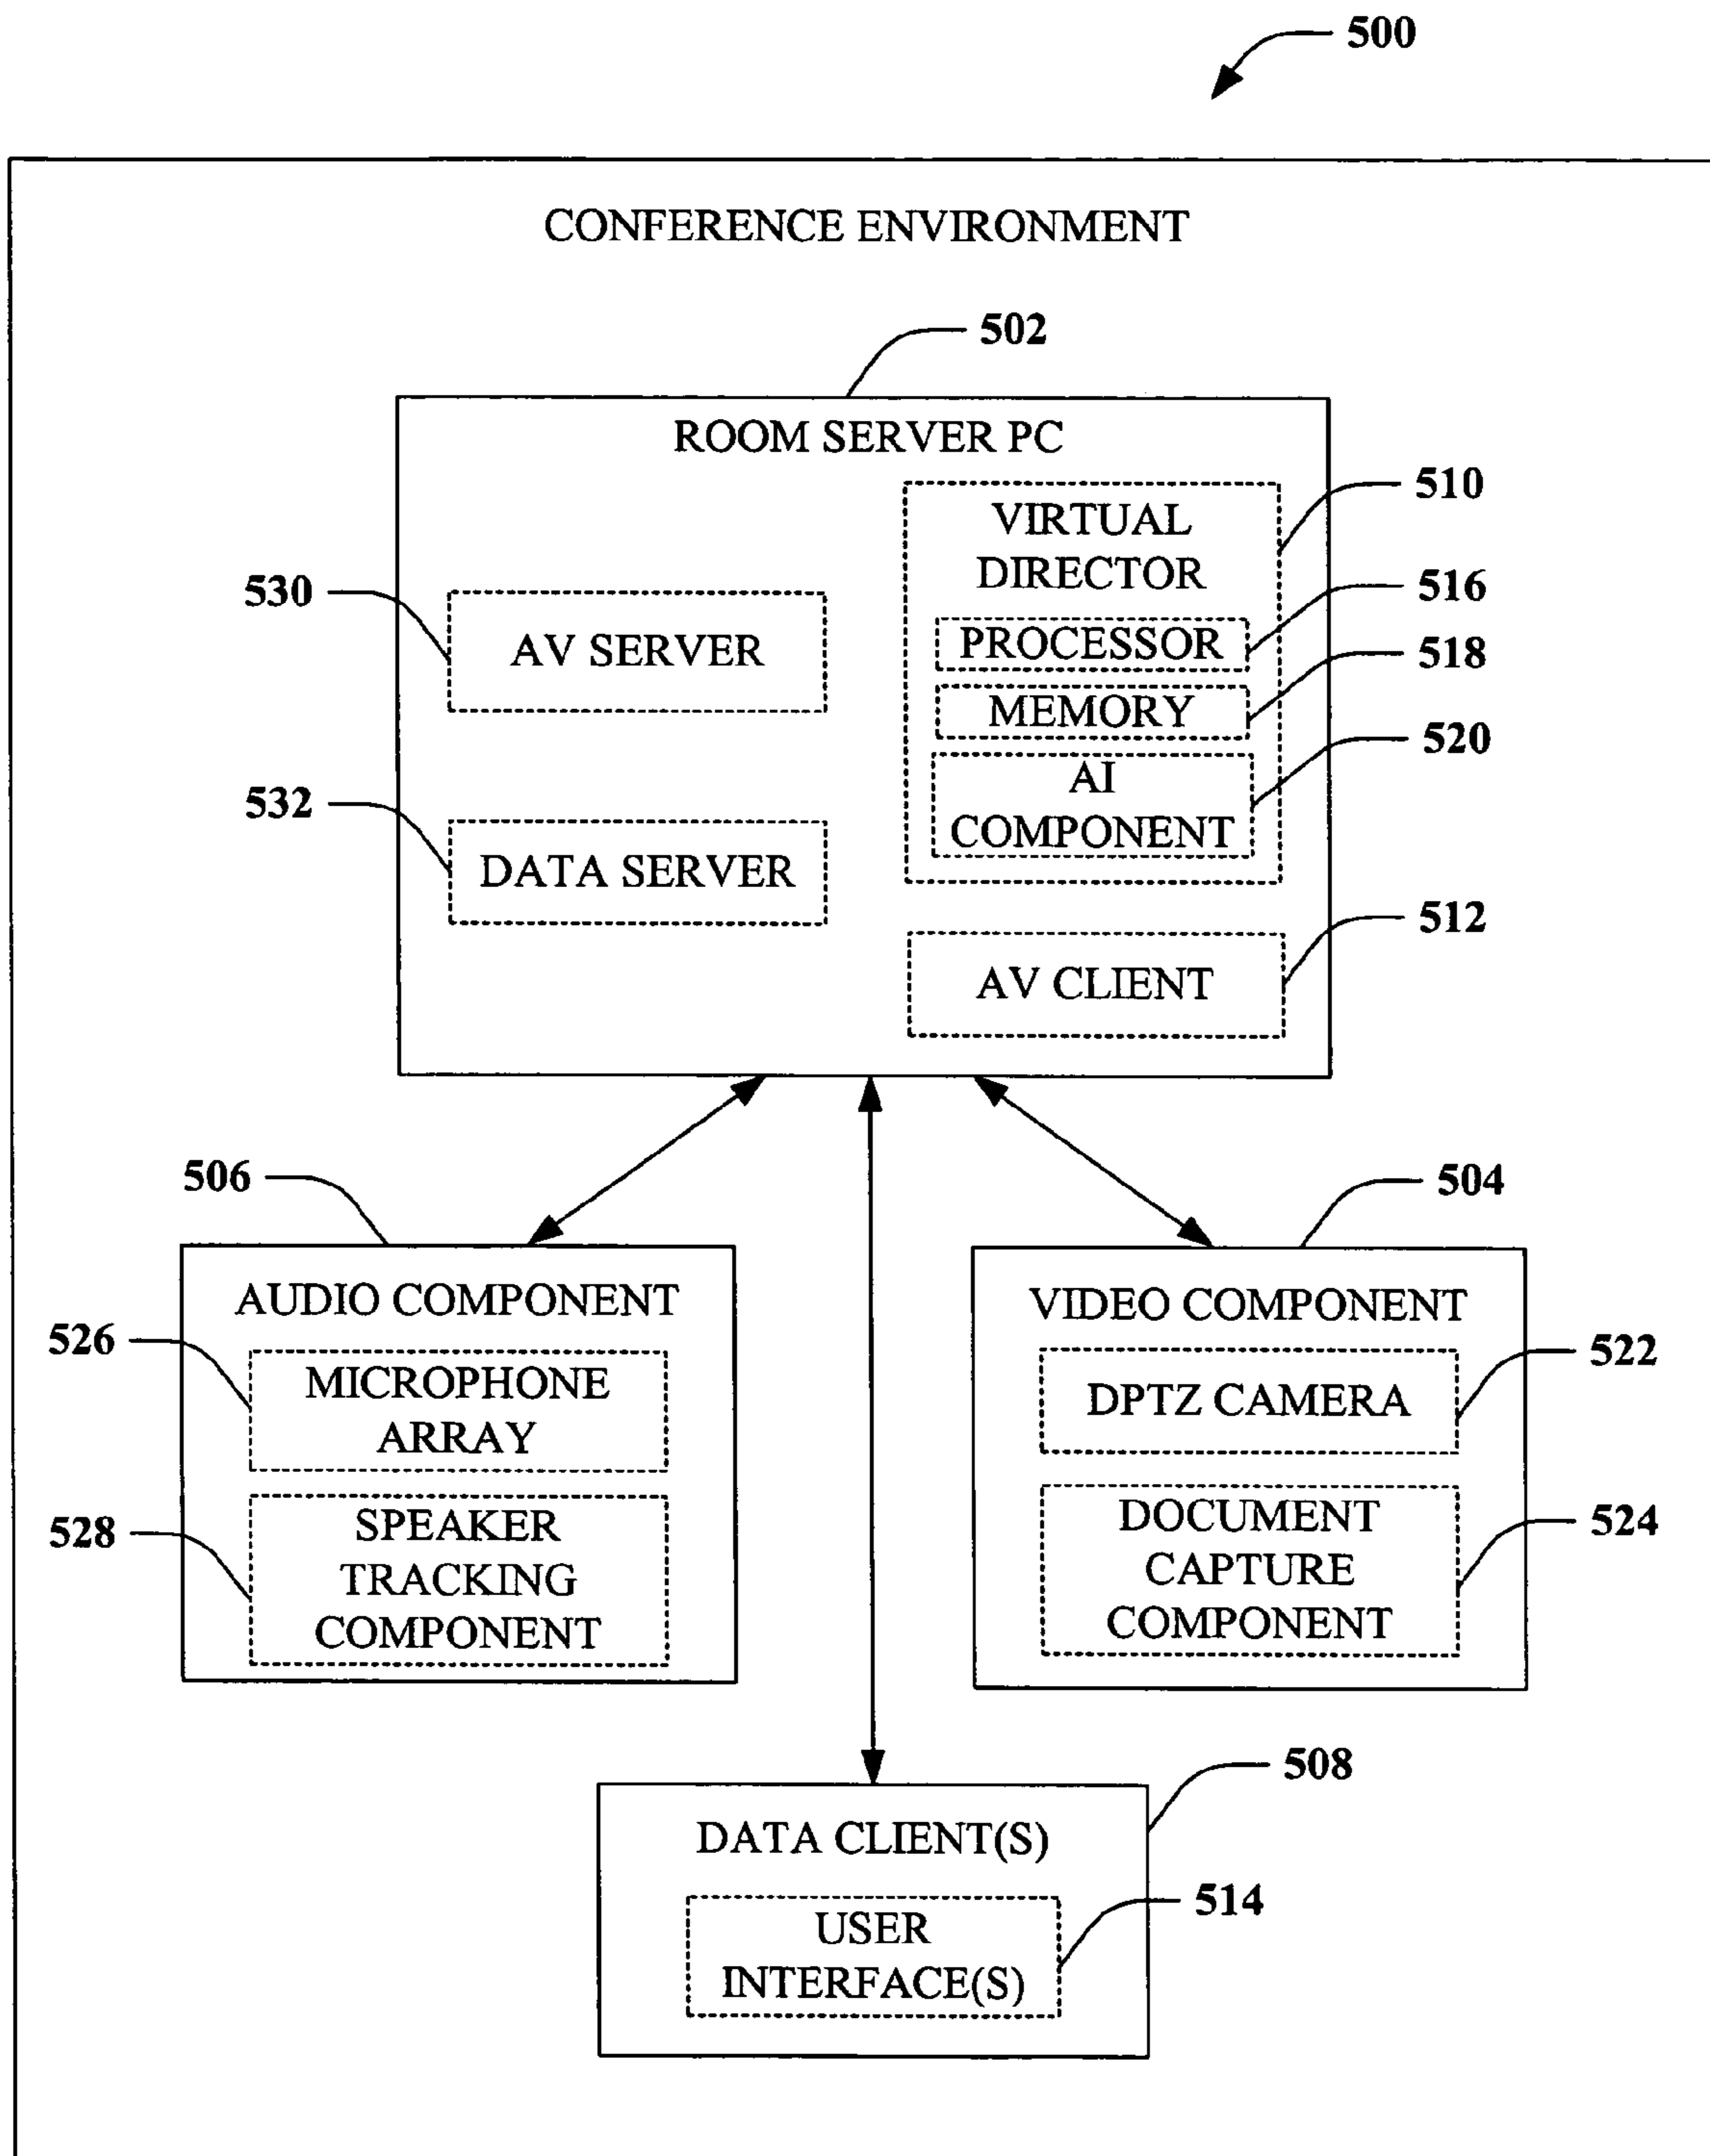 500
CONFERENCE ENVIRONMENT
502
ROOM SERVER PC
510
VIRTUAL
DIRECTOR
530
516
AV SERVER
PROCESSOR
518
MEMORY
520
532
AI
COMPONENT
DATA SERVER
512
AV CLIENT
506
504
AUDIO COMPONENT
526
MICROPHONE
ARRAY
528
SPEAKER
TRACKING
COMPONENT
VIDEO COMPONENT
522
DPTZ CAMERA
524
DOCUMENT
CAPTURE
COMPONENT
508
DATA CLIENT(S)
514
USER
INTERFACE(S)